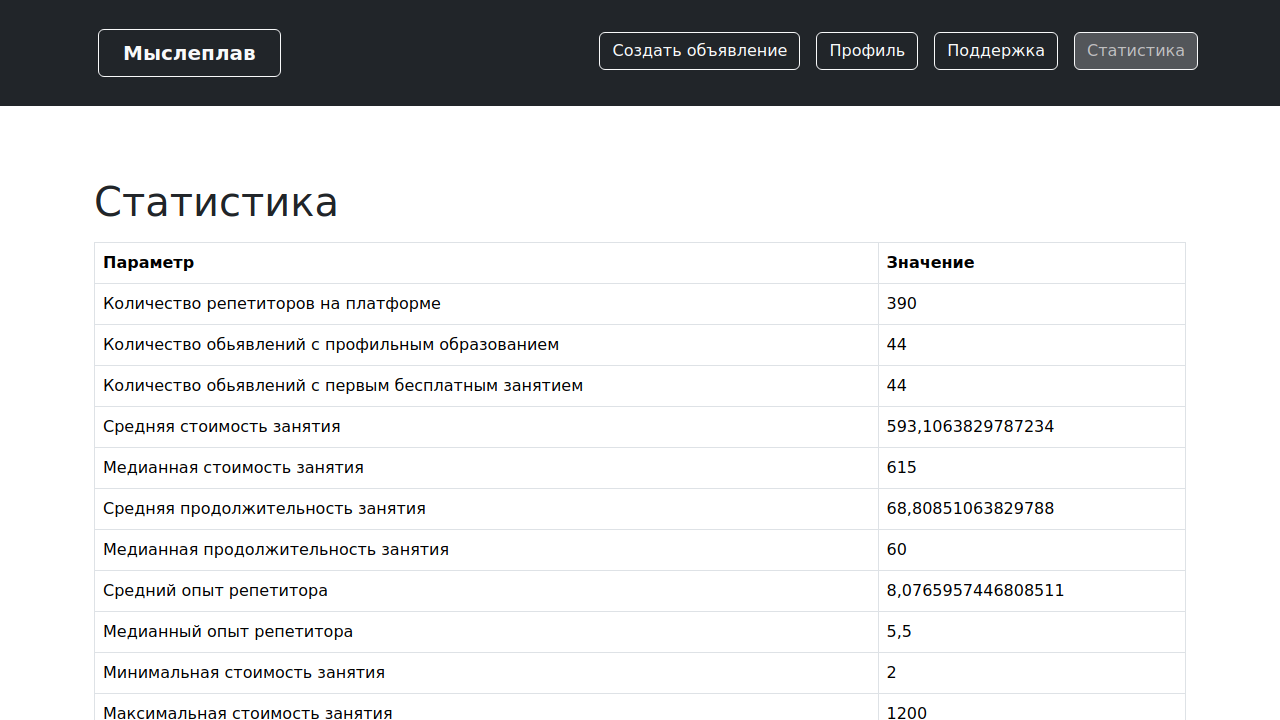 Мыслеплав
Создать объявление
Профиль
Поддержка
Статистика
Статистика
Параметр Значение
Количество репетиторов на платформе 390
Количество обьявлений с профильным образованием 44
Количество обьявлений с первым бесплатным занятием 44
Средняя стоимость занятия 593,1063829787234
Медианная стоимость занятия 615
Средняя продолжительность занятия 68,80851063829788
Медианная продолжительность занятия 60
Средний опыт репетитора 8,0765957446808511
Медианный опыт репетитора 5,5
Минимальная стоимость занятия 2
Максимальная стоимость занятия 1200